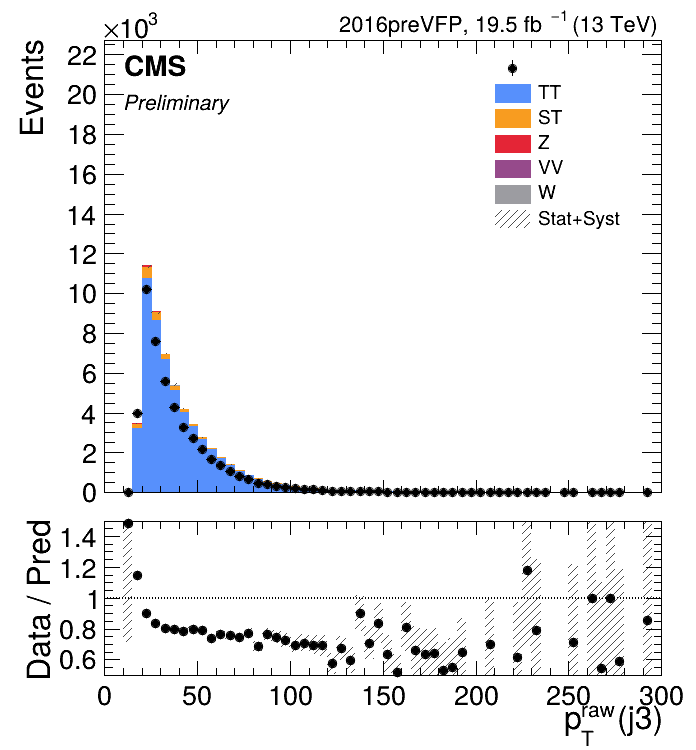 ×10³
2016preVFP, 19.5 fb ⁻¹ (13 TeV)
CMS
Preliminary
Events
22
20
18
16
14
12
10
8
6
4
2
0
TT
ST
Z
VV
W
Stat+Syst
Data / Pred
1.4
1.2
1
0.8
0.6
0 50 100 150 200 250 300
p_T^raw(j3)